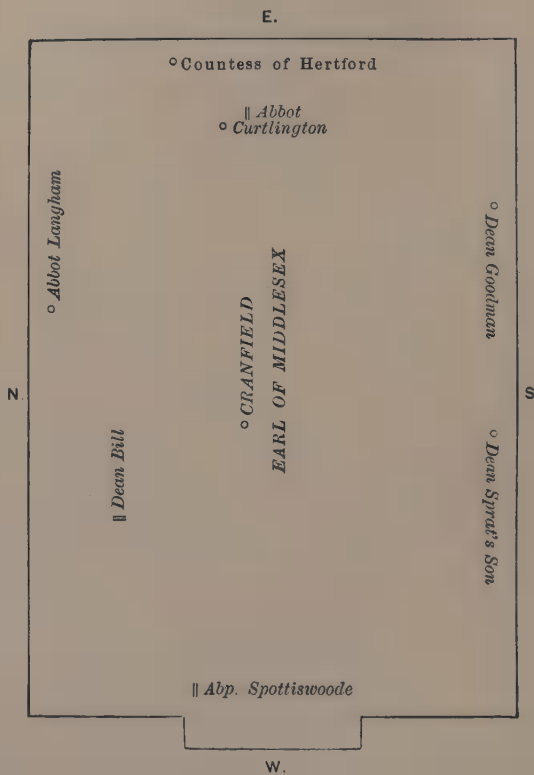 E.
Countess of Hertford
Abbot
Curtlington
Abbot Langham
Dean Goodman
CRANFIELD
EARL OF MIDDLESEX
N
S
Dean Bill
Dean Sprat's Son
Abp. Spottiswoode
W.